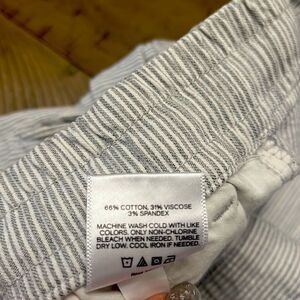 66% COTTON, 31% VISCOSE
3% SPANDEX
MACHINE WASH COLD WITH LIKE
COLORS. ONLY NON-CHLORINE
BLEACH WHEN NEEDED. TUMBLE
DRY LOW. COOL IRON IF NEEDED.